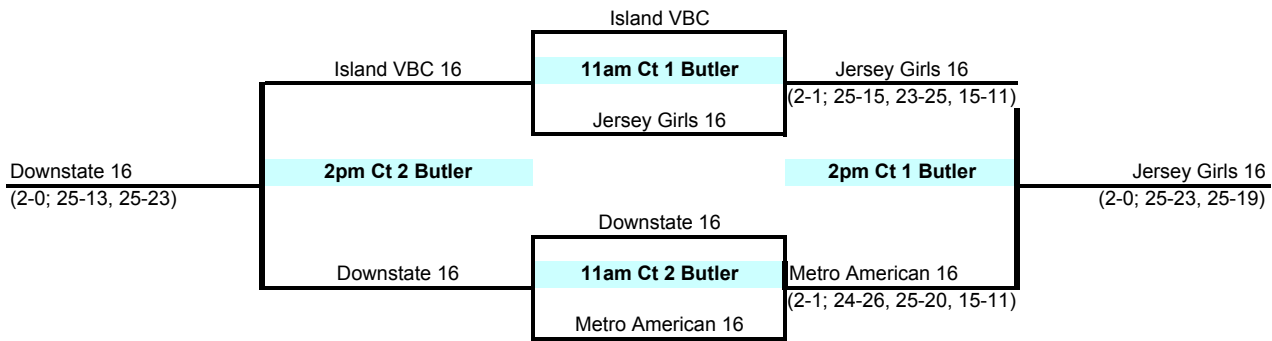 Island VBC
Island VBC 16
11am Ct 1 Butler
Jersey Girls 16
(2-1; 25-15, 23-25, 15-11)
Jersey Girls 16
Downstate 16
2pm Ct 2 Butler
2pm Ct 1 Butler
Jersey Girls 16
(2-0; 25-13, 25-23)
(2-0; 25-23, 25-19)
Downstate 16
Downstate 16
11am Ct 2 Butler
Metro American 16
(2-1; 24-26, 25-20, 15-11)
Metro American 16